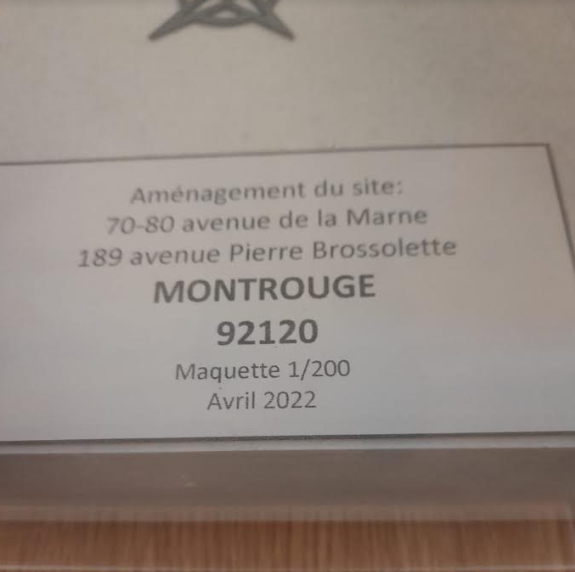 Aménagement du site:
70-80 avenue de la Marne
189 avenue Pierre Brossolette
MONTROUGE
92120
Maquette 1/200
Avril 2022